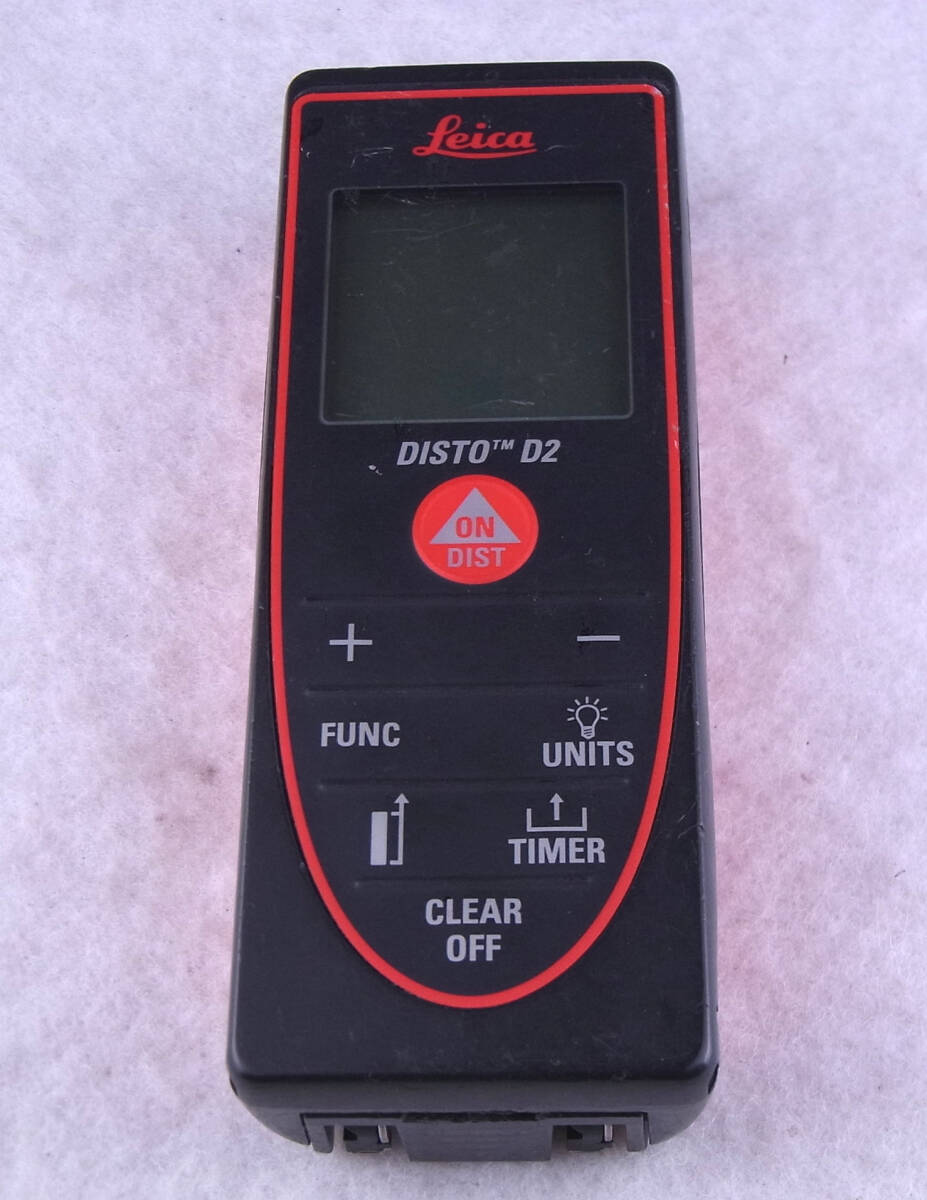 Leica
DISTO™ D2
ON
DIST
+ −
FUNC
UNITS
TIMER
CLEAR
OFF